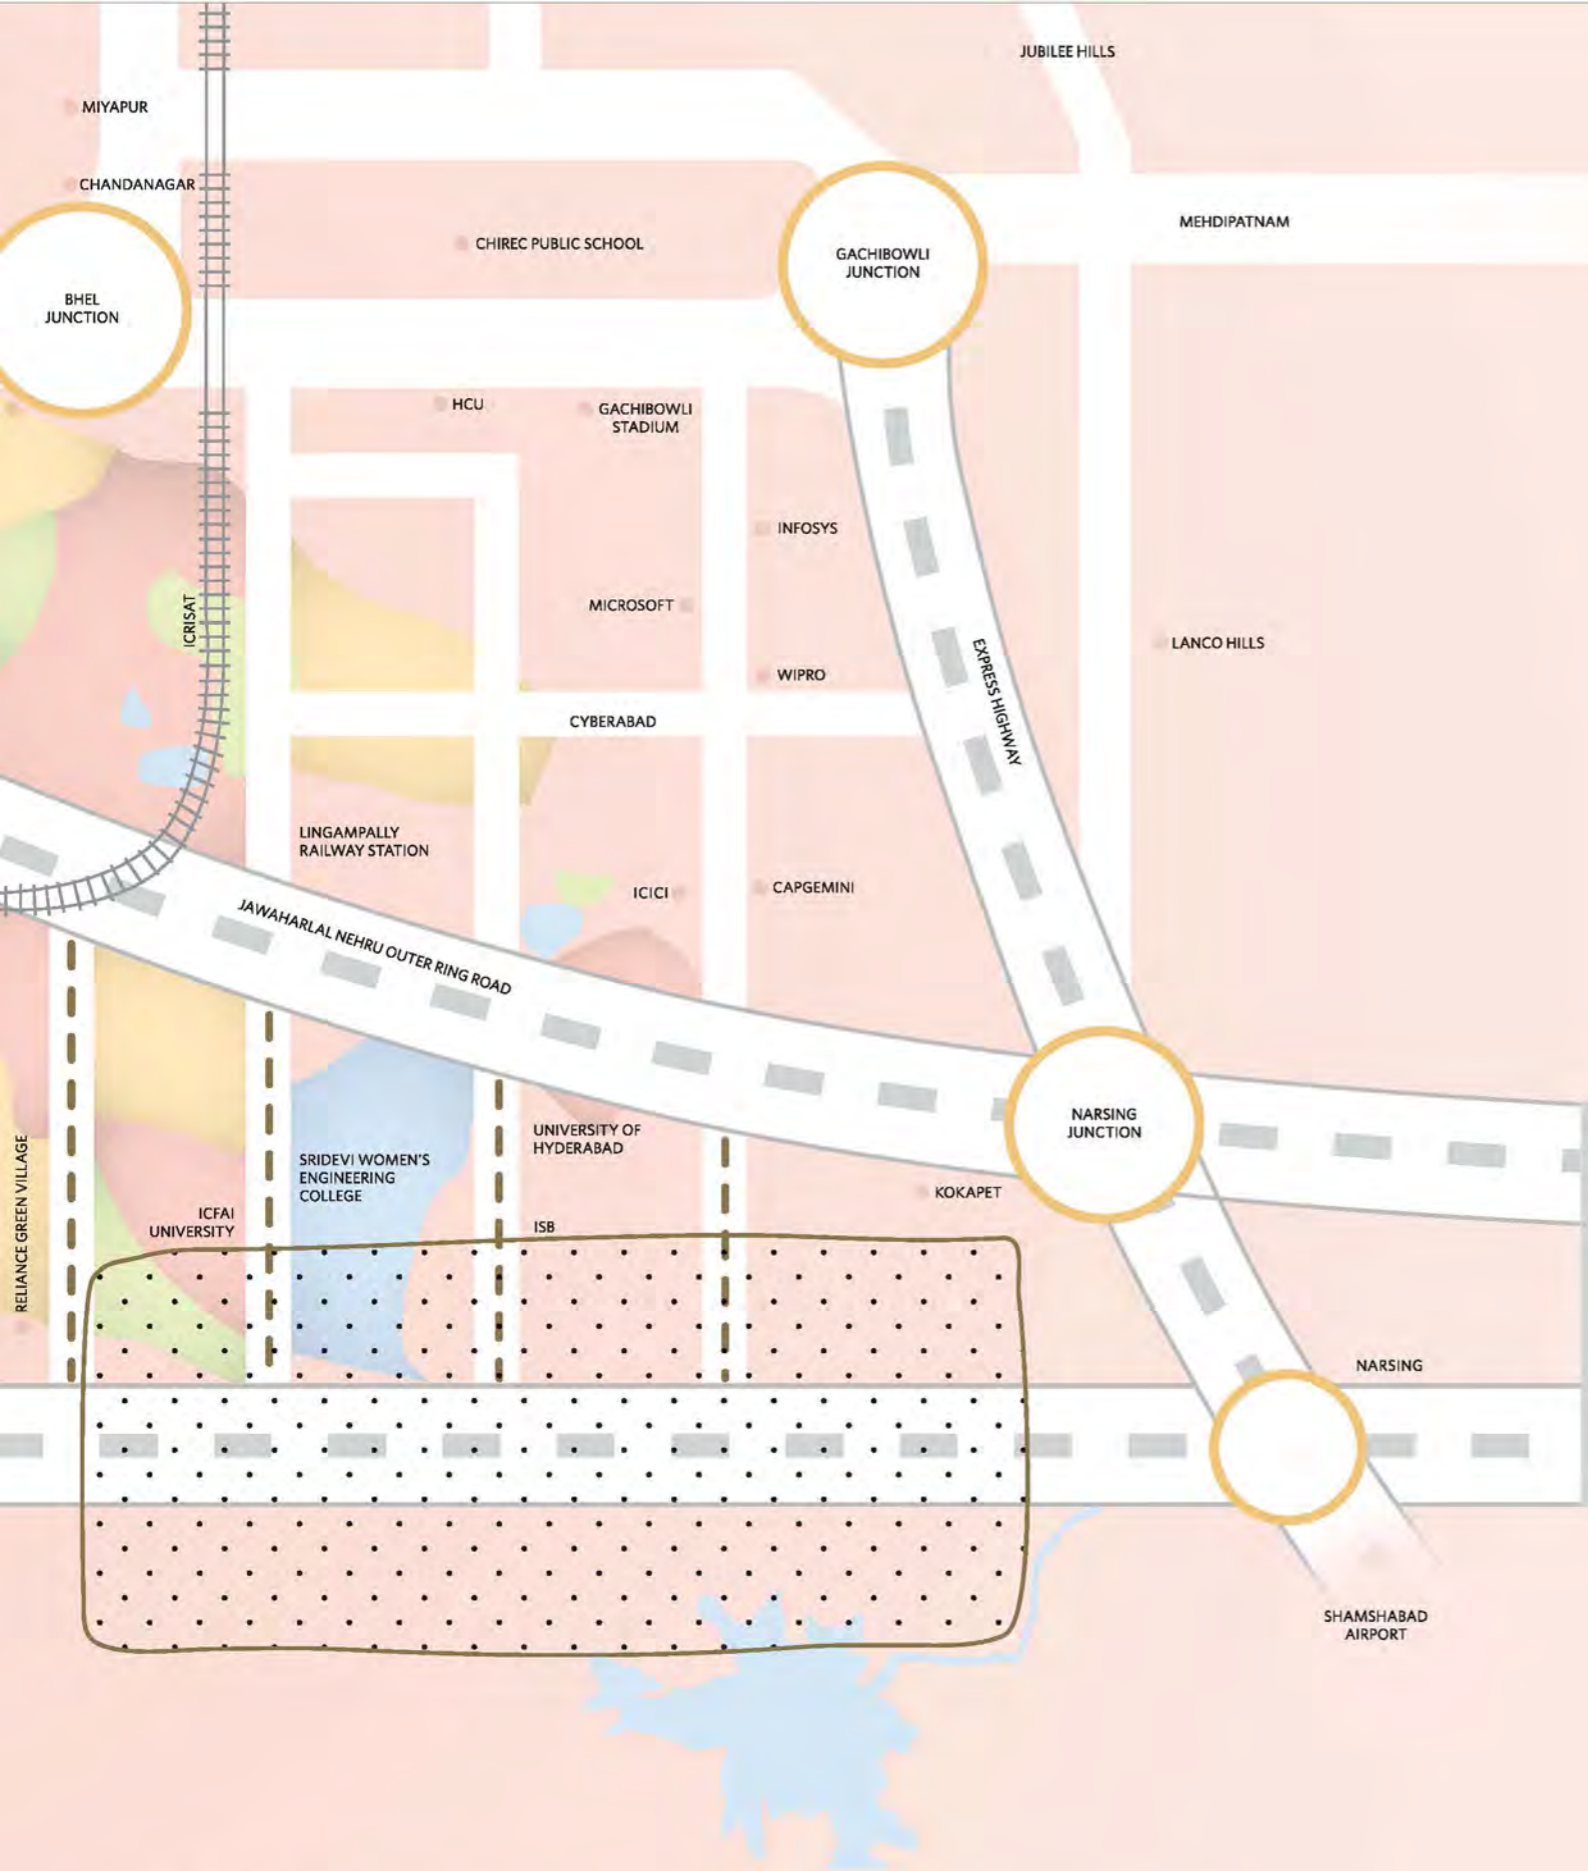 JUBILEE HILLS
MIYAPUR
CHANDANAGAR
MEHDIPATNAM
CHIREC PUBLIC SCHOOL
GACHIBOWLI
JUNCTION
BHEL
JUNCTION
HCU
GACHIBOWLI
STADIUM
INFOSYS
MICROSOFT
ICRISAT
EXPRESS HIGHWAY
LANCO HILLS
WIPRO
CYBERABAD
LINGAMPALLY
RAILWAY STATION
ICICI
CAPGEMINI
JAWAHARLAL NEHRU OUTER RING ROAD
NARSING
JUNCTION
UNIVERSITY OF
HYDERABAD
SRIDEVI WOMEN'S
ENGINEERING
COLLEGE
RELIANCE GREEN VILLAGE
KOKAPET
ICFAI
UNIVERSITY
ISB
NARSING
SHAMSHABAD
AIRPORT